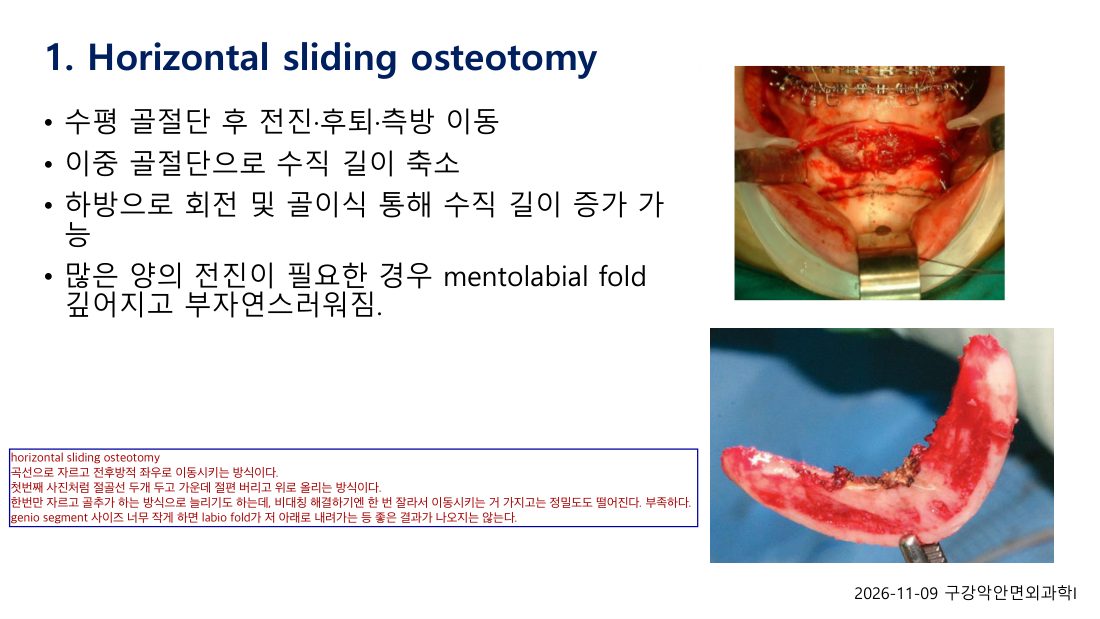 1. Horizontal sliding osteotomy
• 수평 골절단 후 전진·후퇴·측방 이동
• 이중 골절단으로 수직 길이 축소
• 하방으로 회전 및 골이식 통해 수직 길이 증가 가
능
• 많은 양의 전진이 필요한 경우 mentolabial fold
깊어지고 부자연스러워짐.
horizontal sliding osteotomy
곡선으로 자르고 전후방적 좌우로 이동시키는 방식이다.
첫번째 사진처럼 절골선 두개 두고 가운데 절편 버리고 위로 올리는 방식이다.
한번만 자르고 골추가 하는 방식으로 늘리기도 하는데, 비대칭 해결하기엔 한 번 잘라서 이동시키는 거 가지고는 정밀도도 떨어진다. 부족하다.
genio segment 사이즈 너무 작게 하면 labio fold가 저 아래로 내려가는 등 좋은 결과가 나오지는 않는다.
2026-11-09 구강악안면외과학I